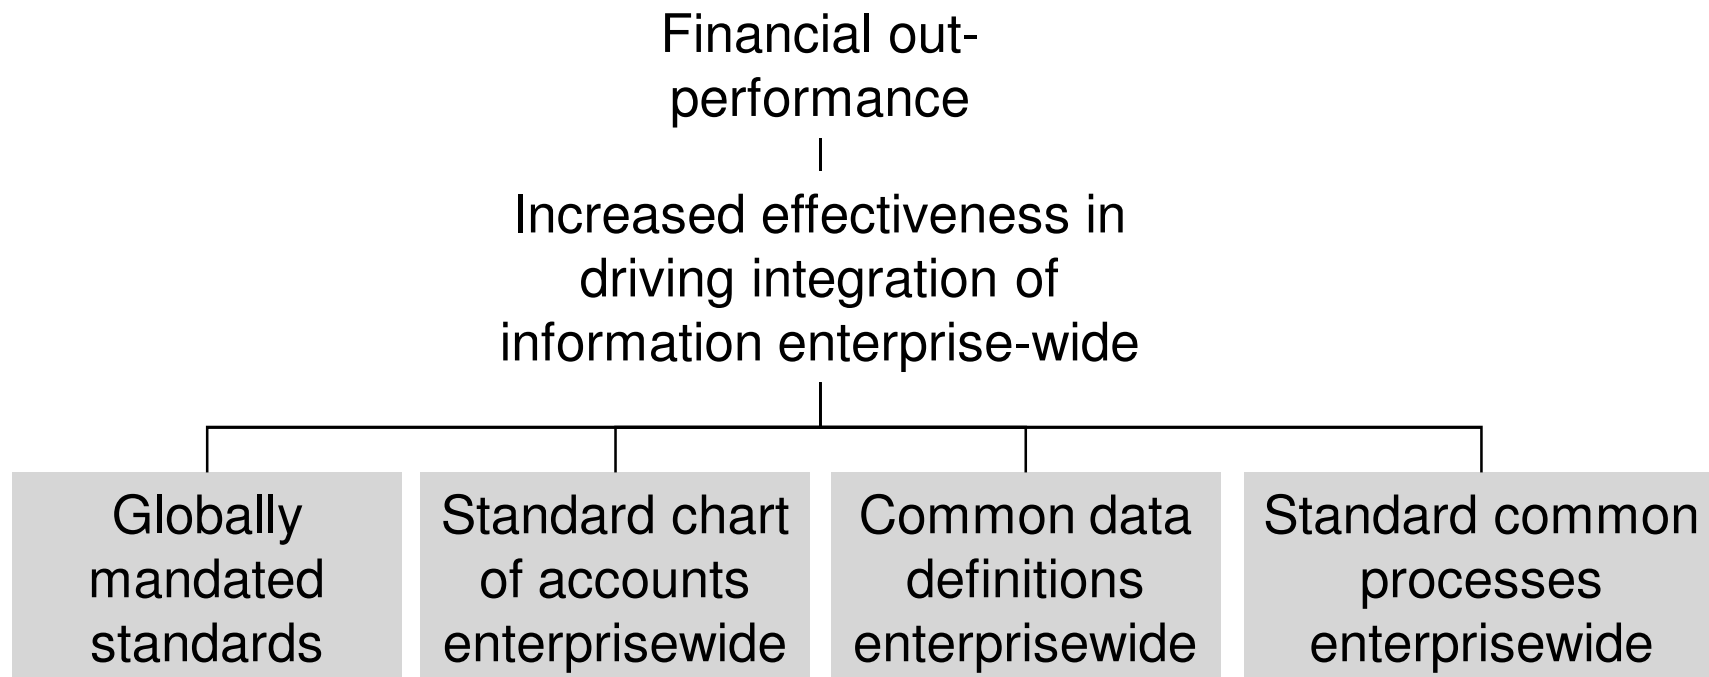 Financial out-
performance
Increased effectiveness in
driving integration of
information enterprise-wide
Globally
mandated
standards
Standard chart
of accounts
enterprisewide
Common data
definitions
enterprisewide
Standard common
processes
enterprisewide